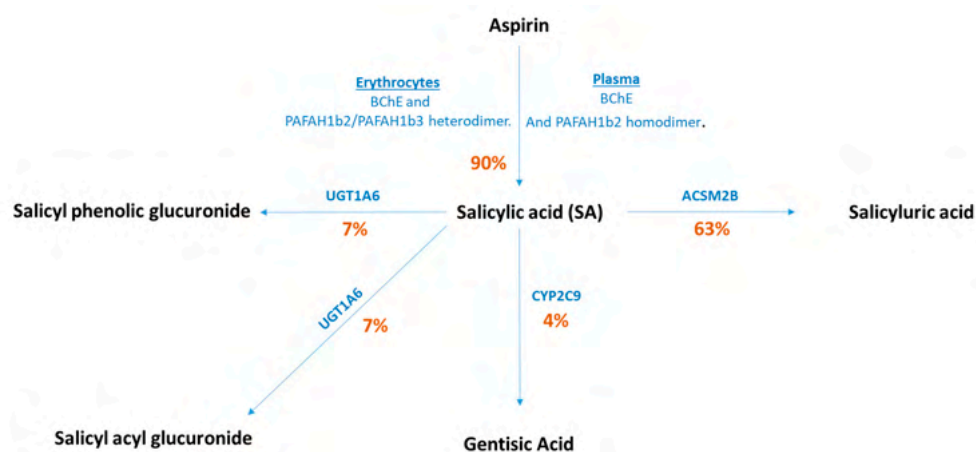 Aspirin
Erythrocytes
BChE and
PAFAH1b2/PAFAH1b3 heterodimer.
Plasma
BChE
And PAFAH1b2 homodimer.
90%
Salicyl phenolic glucuronide
UGT1A6
7%
Salicylic acid (SA)
ACSM2B
63%
Salicyluric acid
UGT1A6
7%
CYP2C9
4%
Salicyl acyl glucuronide
Gentisic Acid